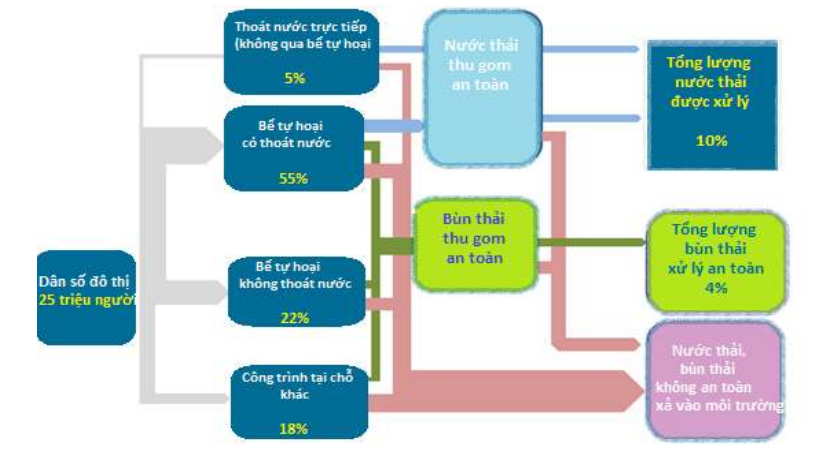 Thoát nước trực tiếp
(không qua bể tự hoại
5%
Nước thải
thu gom
an toàn
Tổng lượng
nước thải
được xử lý
10%
Bể tự hoại
có thoát nước
55%
Bùn thải
thu gom
an toàn
Tổng lượng
bùn thải
xử lý an toàn
4%
Dân số đô thị
25 triệu người
Bể tự hoại
không thoát nước
22%
Nước thải,
bùn thải
không an toàn
xả vào môi trường
Công trình tại chỗ
khác
18%